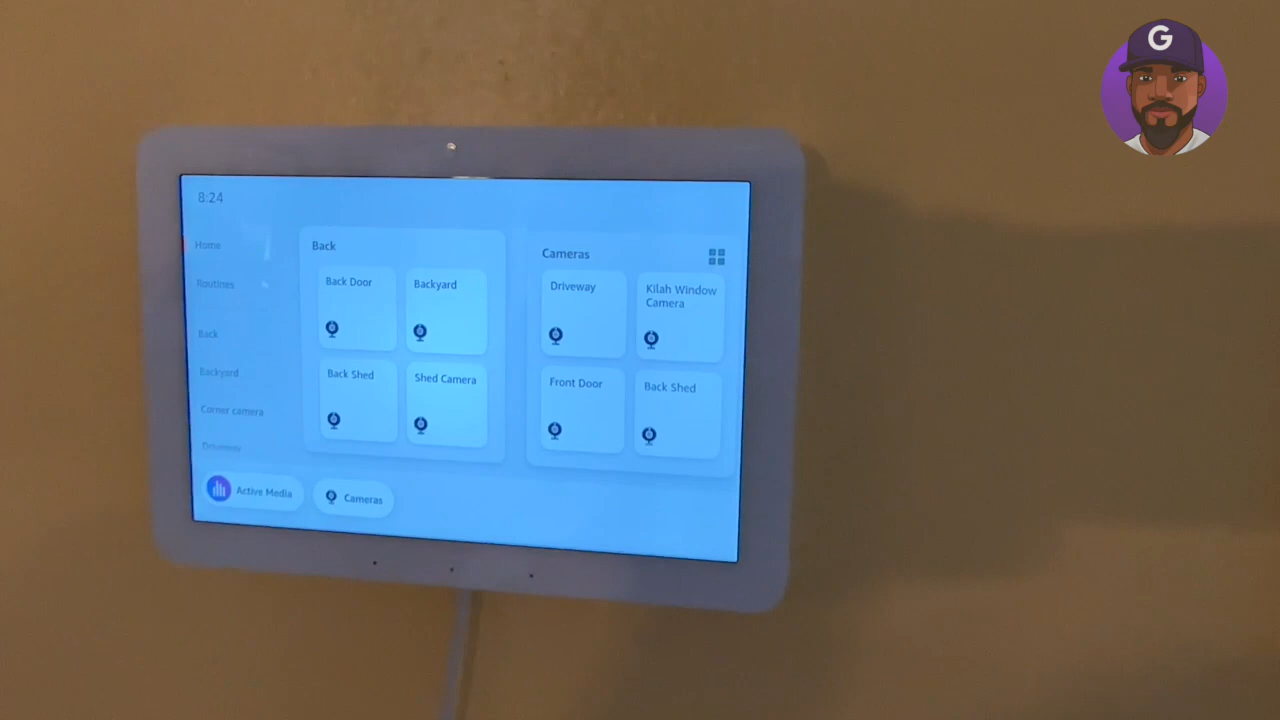 G
8:24
Home
Routines
Back
Backyard
Corner camera
Driveway
Back
Back Door
Backyard
Back Shed
Shed Camera
Cameras
Driveway
Kilah Window
Camera
Front Door
Back Shed
Active Media
Cameras